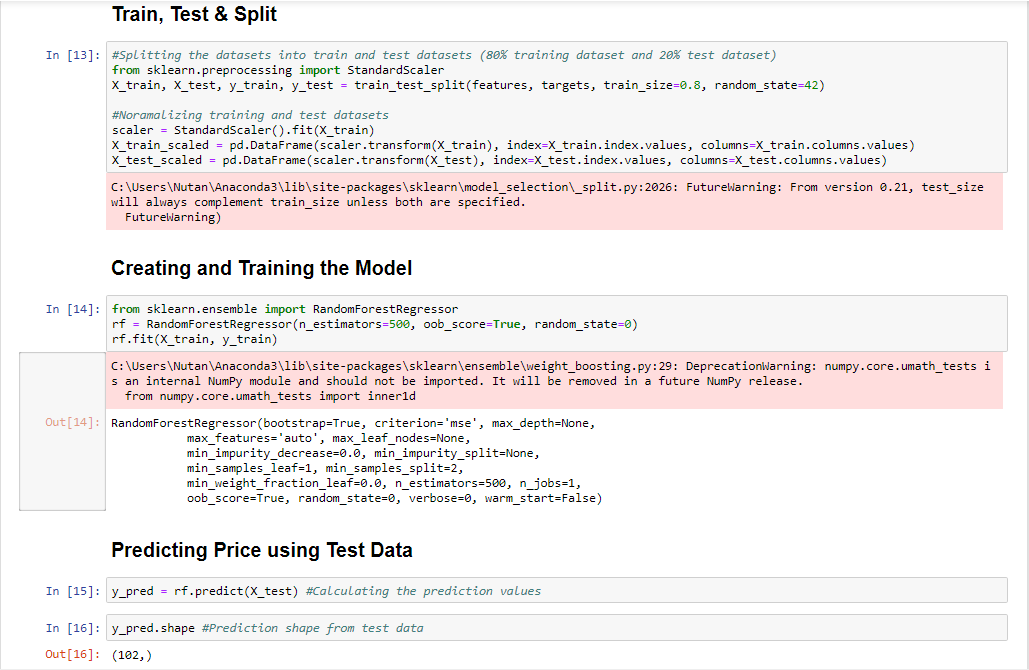 Train, Test & Split
In [13]: #Splitting the datasets into train and test datasets (80% training dataset and 20% test dataset)
from sklearn.preprocessing import StandardScaler
X_train, X_test, y_train, y_test = train_test_split(features, targets, train_size=0.8, random_state=42)
#Noramalizing training and test datasets
scaler = StandardScaler().fit(X_train)
X_train_scaled = pd.DataFrame(scaler.transform(X_train), index=X_train.index.values, columns=X_train.columns.values)
X_test_scaled = pd.DataFrame(scaler.transform(X_test), index=X_test.index.values, columns=X_test.columns.values)
C:\Users\Nutan\Anaconda3\lib\site-packages\sklearn\model_selection\_split.py:2026: FutureWarning: From version 0.21, test_size
will always complement train_size unless both are specified.
FutureWarning)
Creating and Training the Model
In [14]: from sklearn.ensemble import RandomForestRegressor
rf = RandomForestRegressor(n_estimators=500, oob_score=True, random_state=0)
rf.fit(X_train, y_train)
C:\Users\Nutan\Anaconda3\lib\site-packages\sklearn\ensemble\weight_boosting.py:29: DeprecationWarning: numpy.core.umath_tests i
s an internal NumPy module and should not be imported. It will be removed in a future NumPy release.
from numpy.core.umath_tests import inner1d
Out[14]: RandomForestRegressor(bootstrap=True, criterion='mse', max_depth=None,
max_features='auto', max_leaf_nodes=None,
min_impurity_decrease=0.0, min_impurity_split=None,
min_samples_leaf=1, min_samples_split=2,
min_weight_fraction_leaf=0.0, n_estimators=500, n_jobs=1,
oob_score=True, random_state=0, verbose=0, warm_start=False)
Predicting Price using Test Data
In [15]: y_pred = rf.predict(X_test) #Calculating the prediction values
In [16]: y_pred.shape #Prediction shape from test data
Out[16]: (102,)